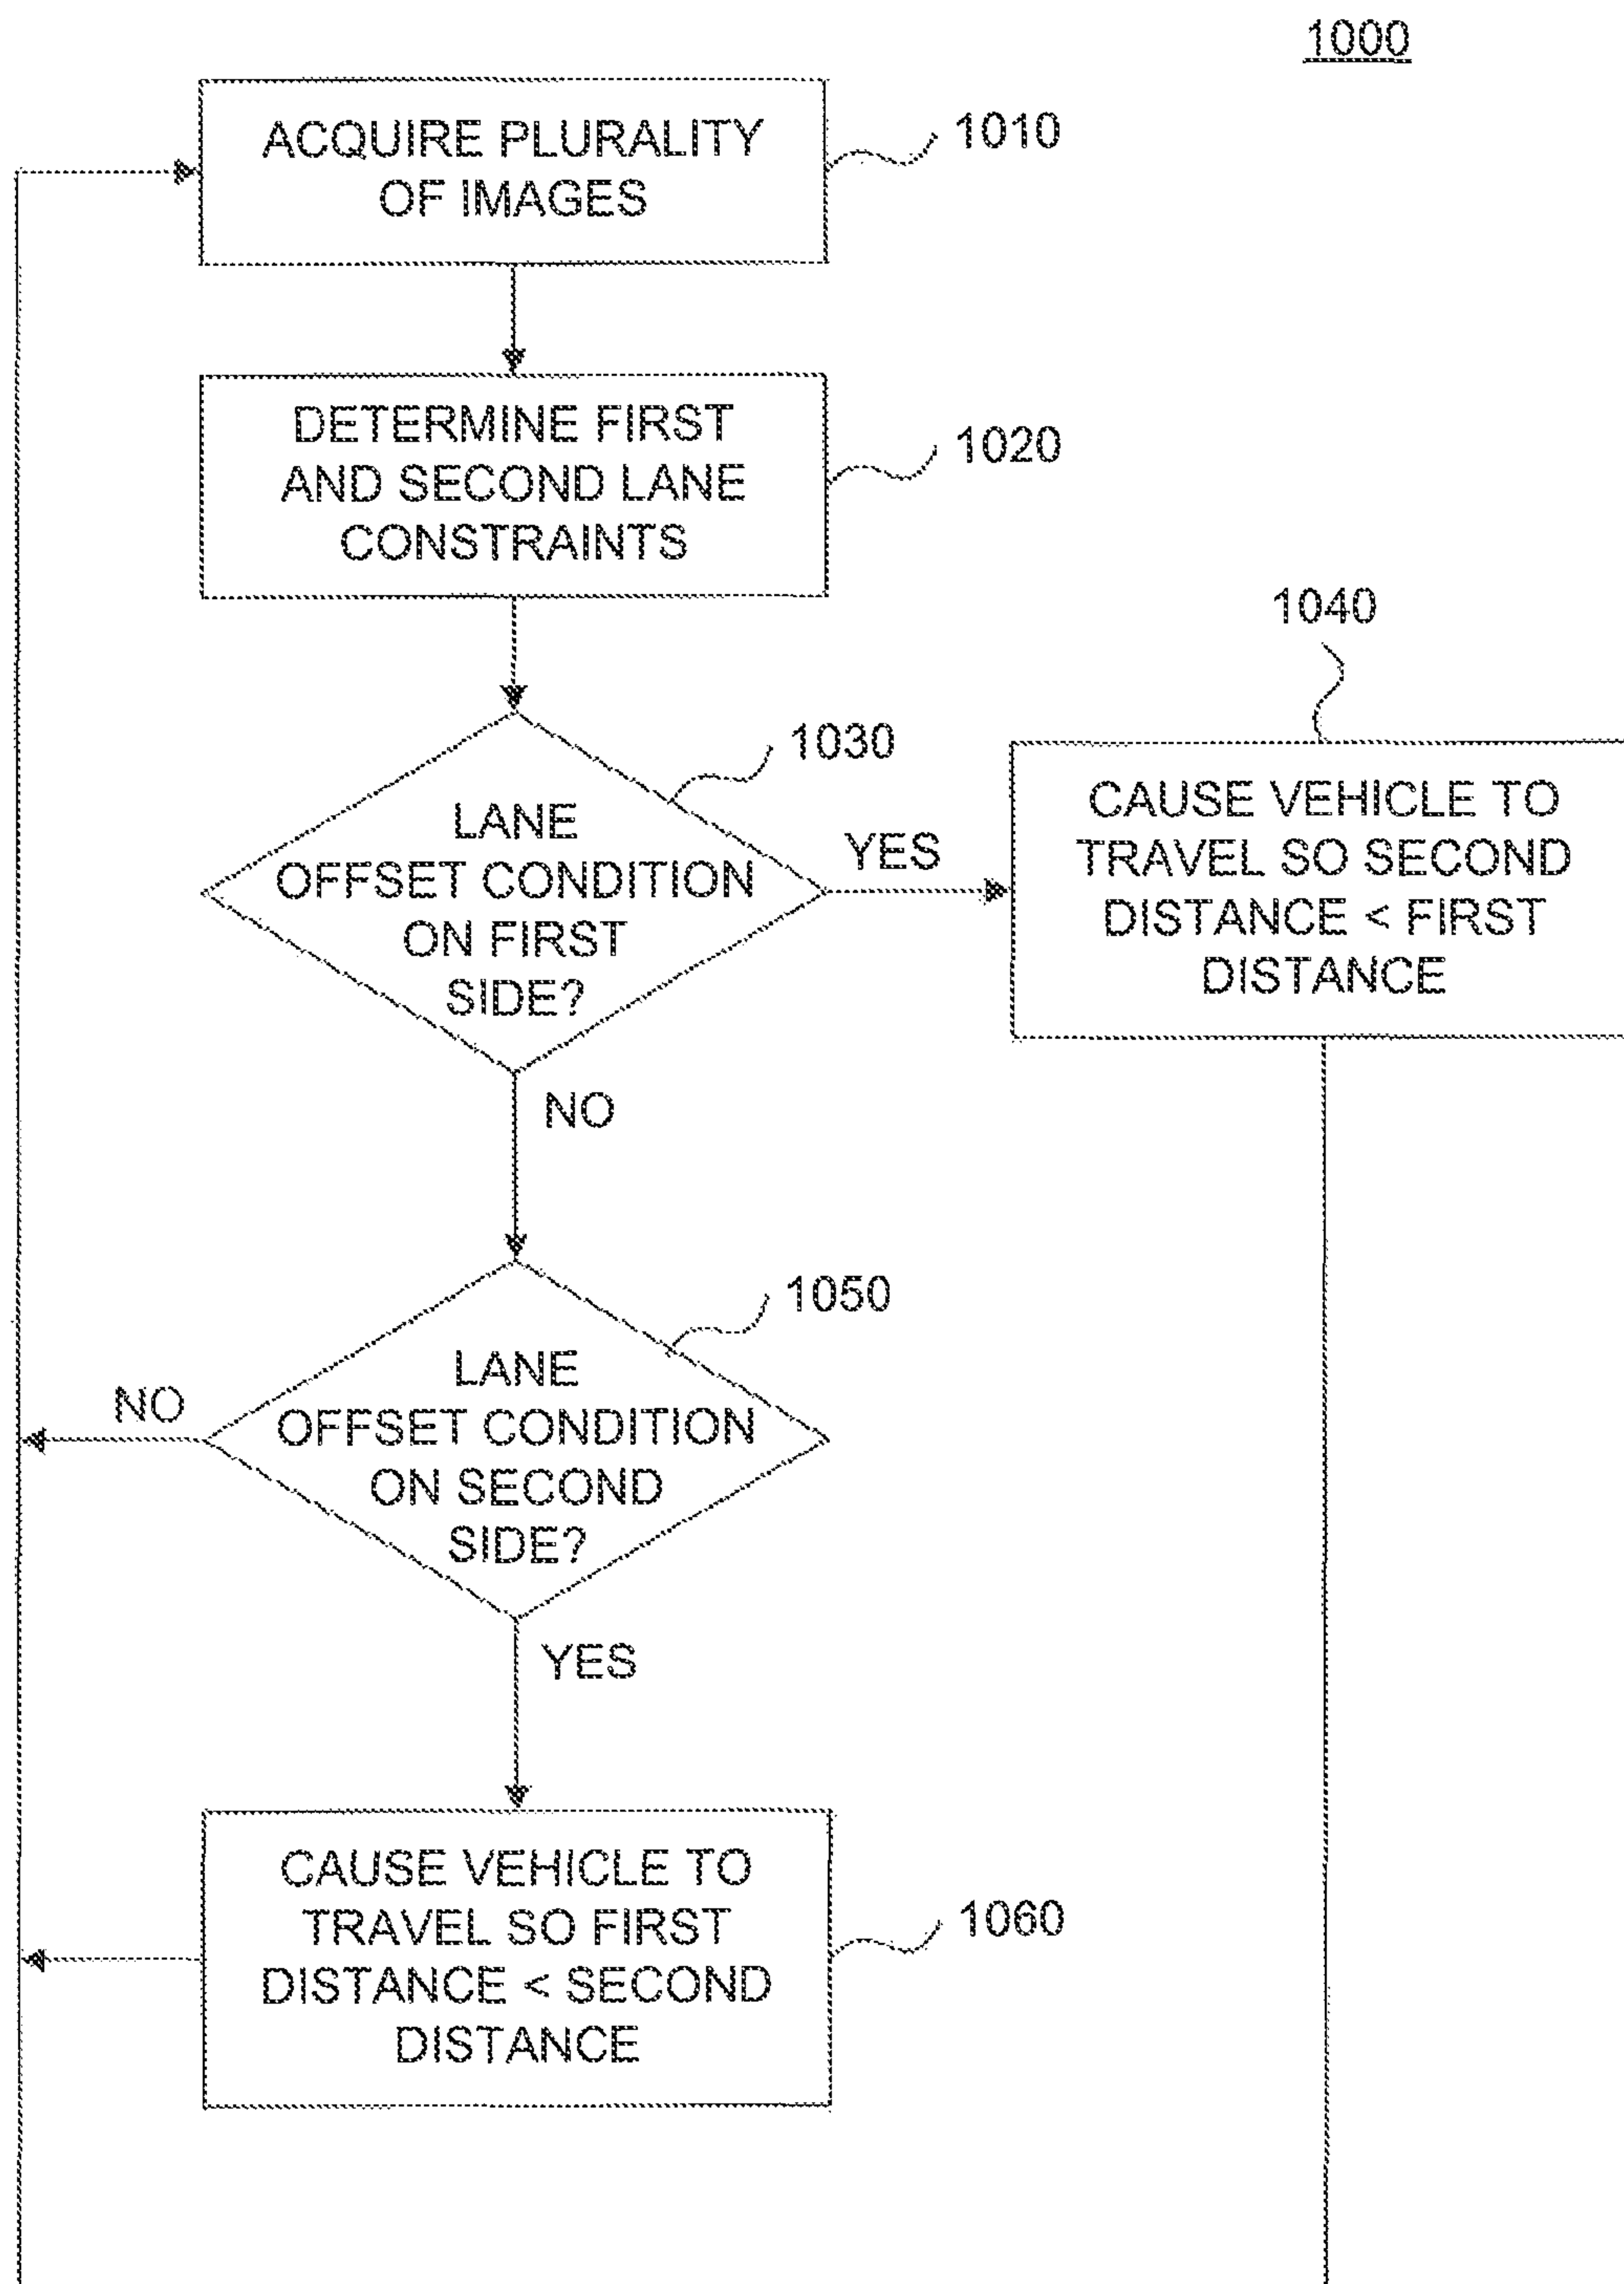 1000
ACQUIRE PLURALITY
OF IMAGES
1010
DETERMINE FIRST
AND SECOND LANE
CONSTRAINTS
1020
1030
LANE
OFFSET CONDITION
ON FIRST
SIDE?
YES
NO
1040
CAUSE VEHICLE TO
TRAVEL SO SECOND
DISTANCE < FIRST
DISTANCE
1050
LANE
OFFSET CONDITION
ON SECOND
SIDE?
NO
YES
CAUSE VEHICLE TO
TRAVEL SO FIRST
DISTANCE < SECOND
DISTANCE
1060